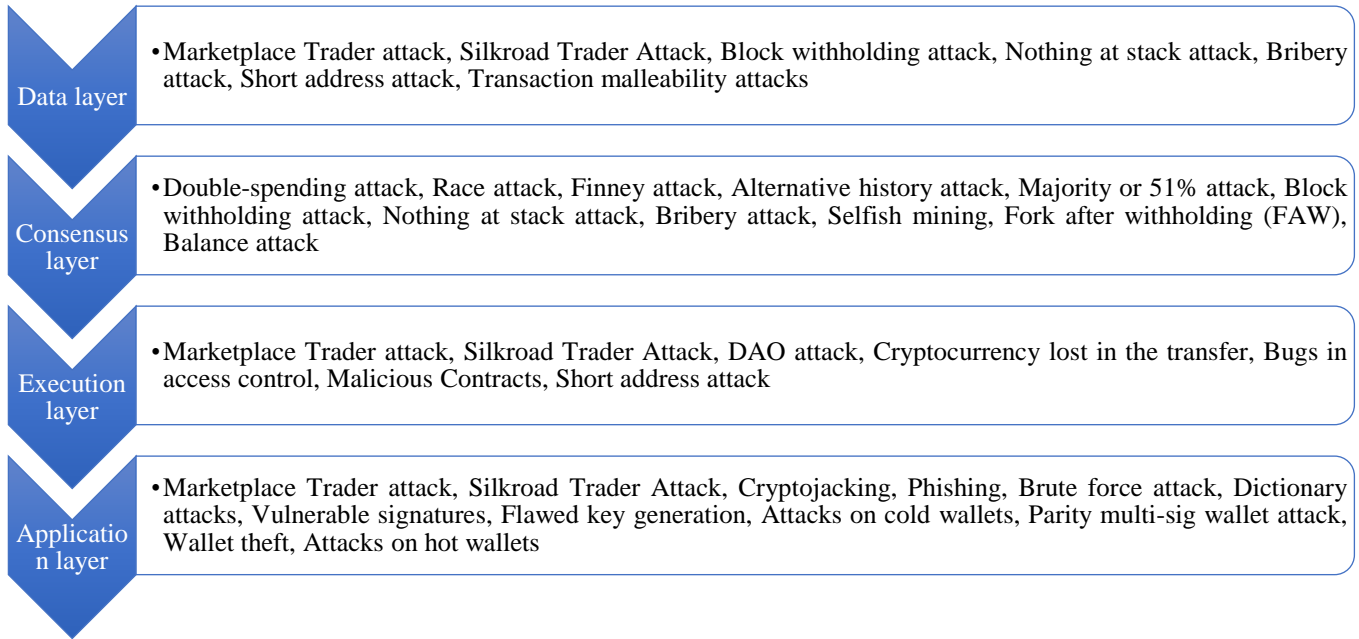 Data layer
•Marketplace Trader attack, Silkroad Trader Attack, Block withholding attack, Nothing at stack attack, Bribery
attack, Short address attack, Transaction malleability attacks
Consensus
layer
•Double-spending attack, Race attack, Finney attack, Alternative history attack, Majority or 51% attack, Block
withholding attack, Nothing at stack attack, Bribery attack, Selfish mining, Fork after withholding (FAW),
Balance attack
Execution
layer
•Marketplace Trader attack, Silkroad Trader Attack, DAO attack, Cryptocurrency lost in the transfer, Bugs in
access control, Malicious Contracts, Short address attack
Applicatio
n layer
•Marketplace Trader attack, Silkroad Trader Attack, Cryptojacking, Phishing, Brute force attack, Dictionary
attacks, Vulnerable signatures, Flawed key generation, Attacks on cold wallets, Parity multi-sig wallet attack,
Wallet theft, Attacks on hot wallets